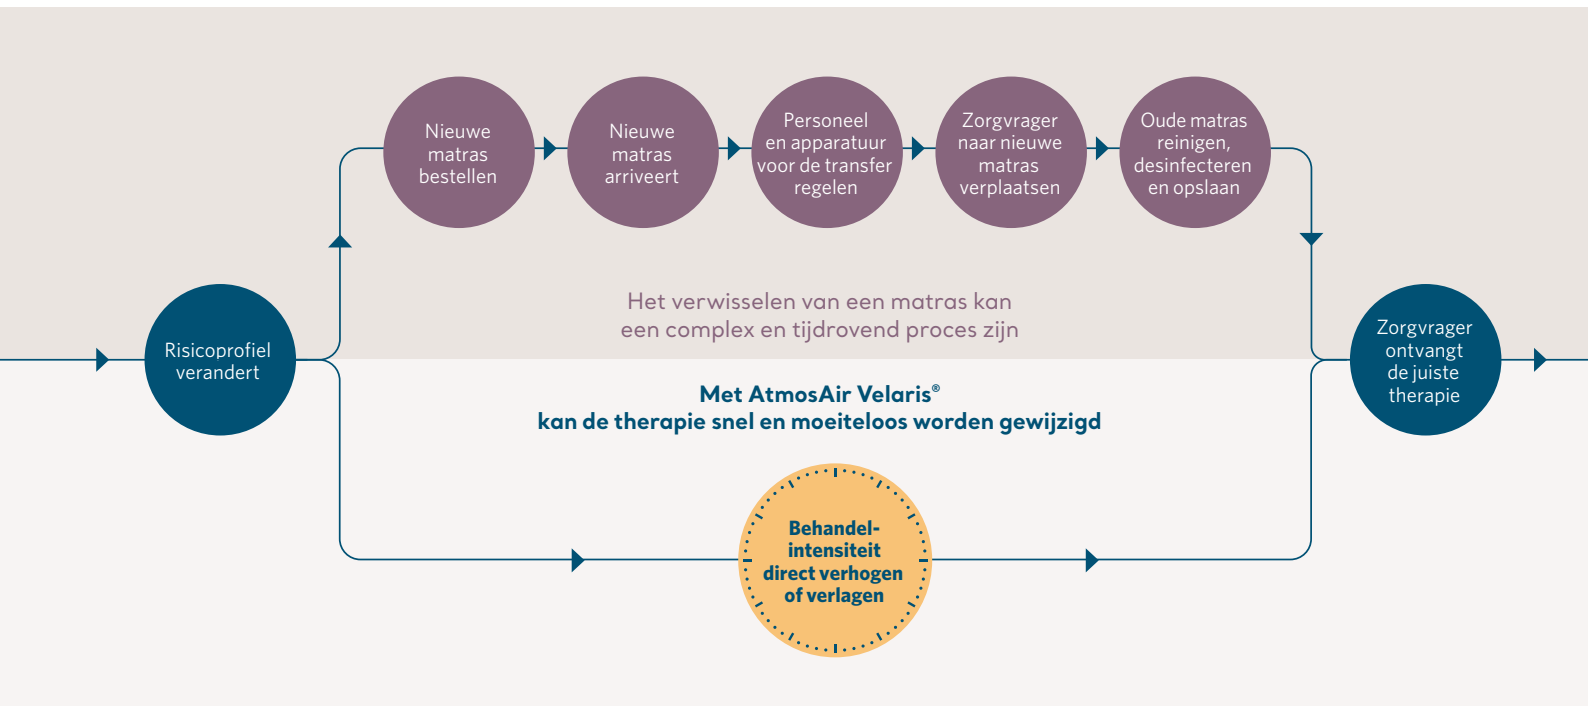 Nieuwe
matras
bestellen
Nieuwe
matras
arriveert
Personeel
en apparatuur
voor de transfer
regelen
Zorgvrager
naar nieuwe
matras
verplaatsen
Oude matras
reinigen,
desinfecteren
en opslaan
Risicoprofiel
verandert
Het verwisselen van een matras kan
een complex en tijdrovend proces zijn
Met AtmosAir Velaris®
kan de therapie snel en moeiteloos worden gewijzigd
Behandel-
intensiteit
direct verhogen
of verlagen
Zorgvrager
ontvangt
de juiste
therapie